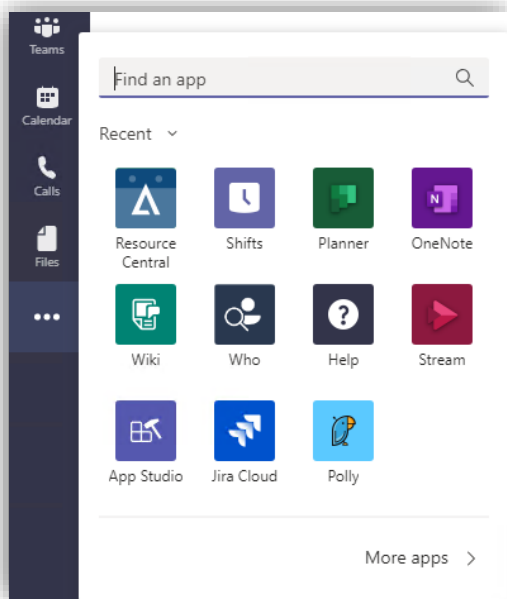 Teams
Calendar
Calls
Files
Find an app
Recent
Resource
Central
Shifts
Planner
OneNote
N
Wiki
Who
Help
Stream
App Studio
Jira Cloud
Polly
More apps